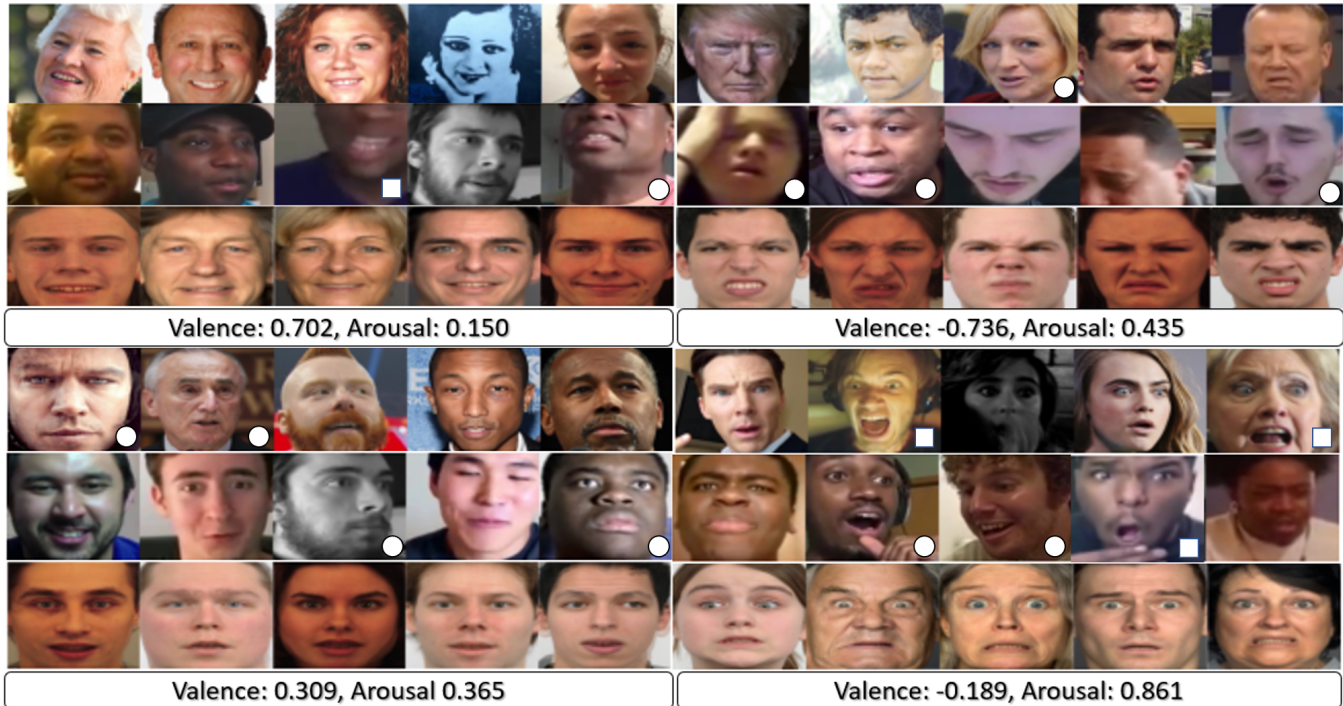 Valence: 0.702, Arousal: 0.150
Valence: -0.736, Arousal: 0.435
Valence: 0.309, Arousal 0.365
Valence: -0.189, Arousal: 0.861